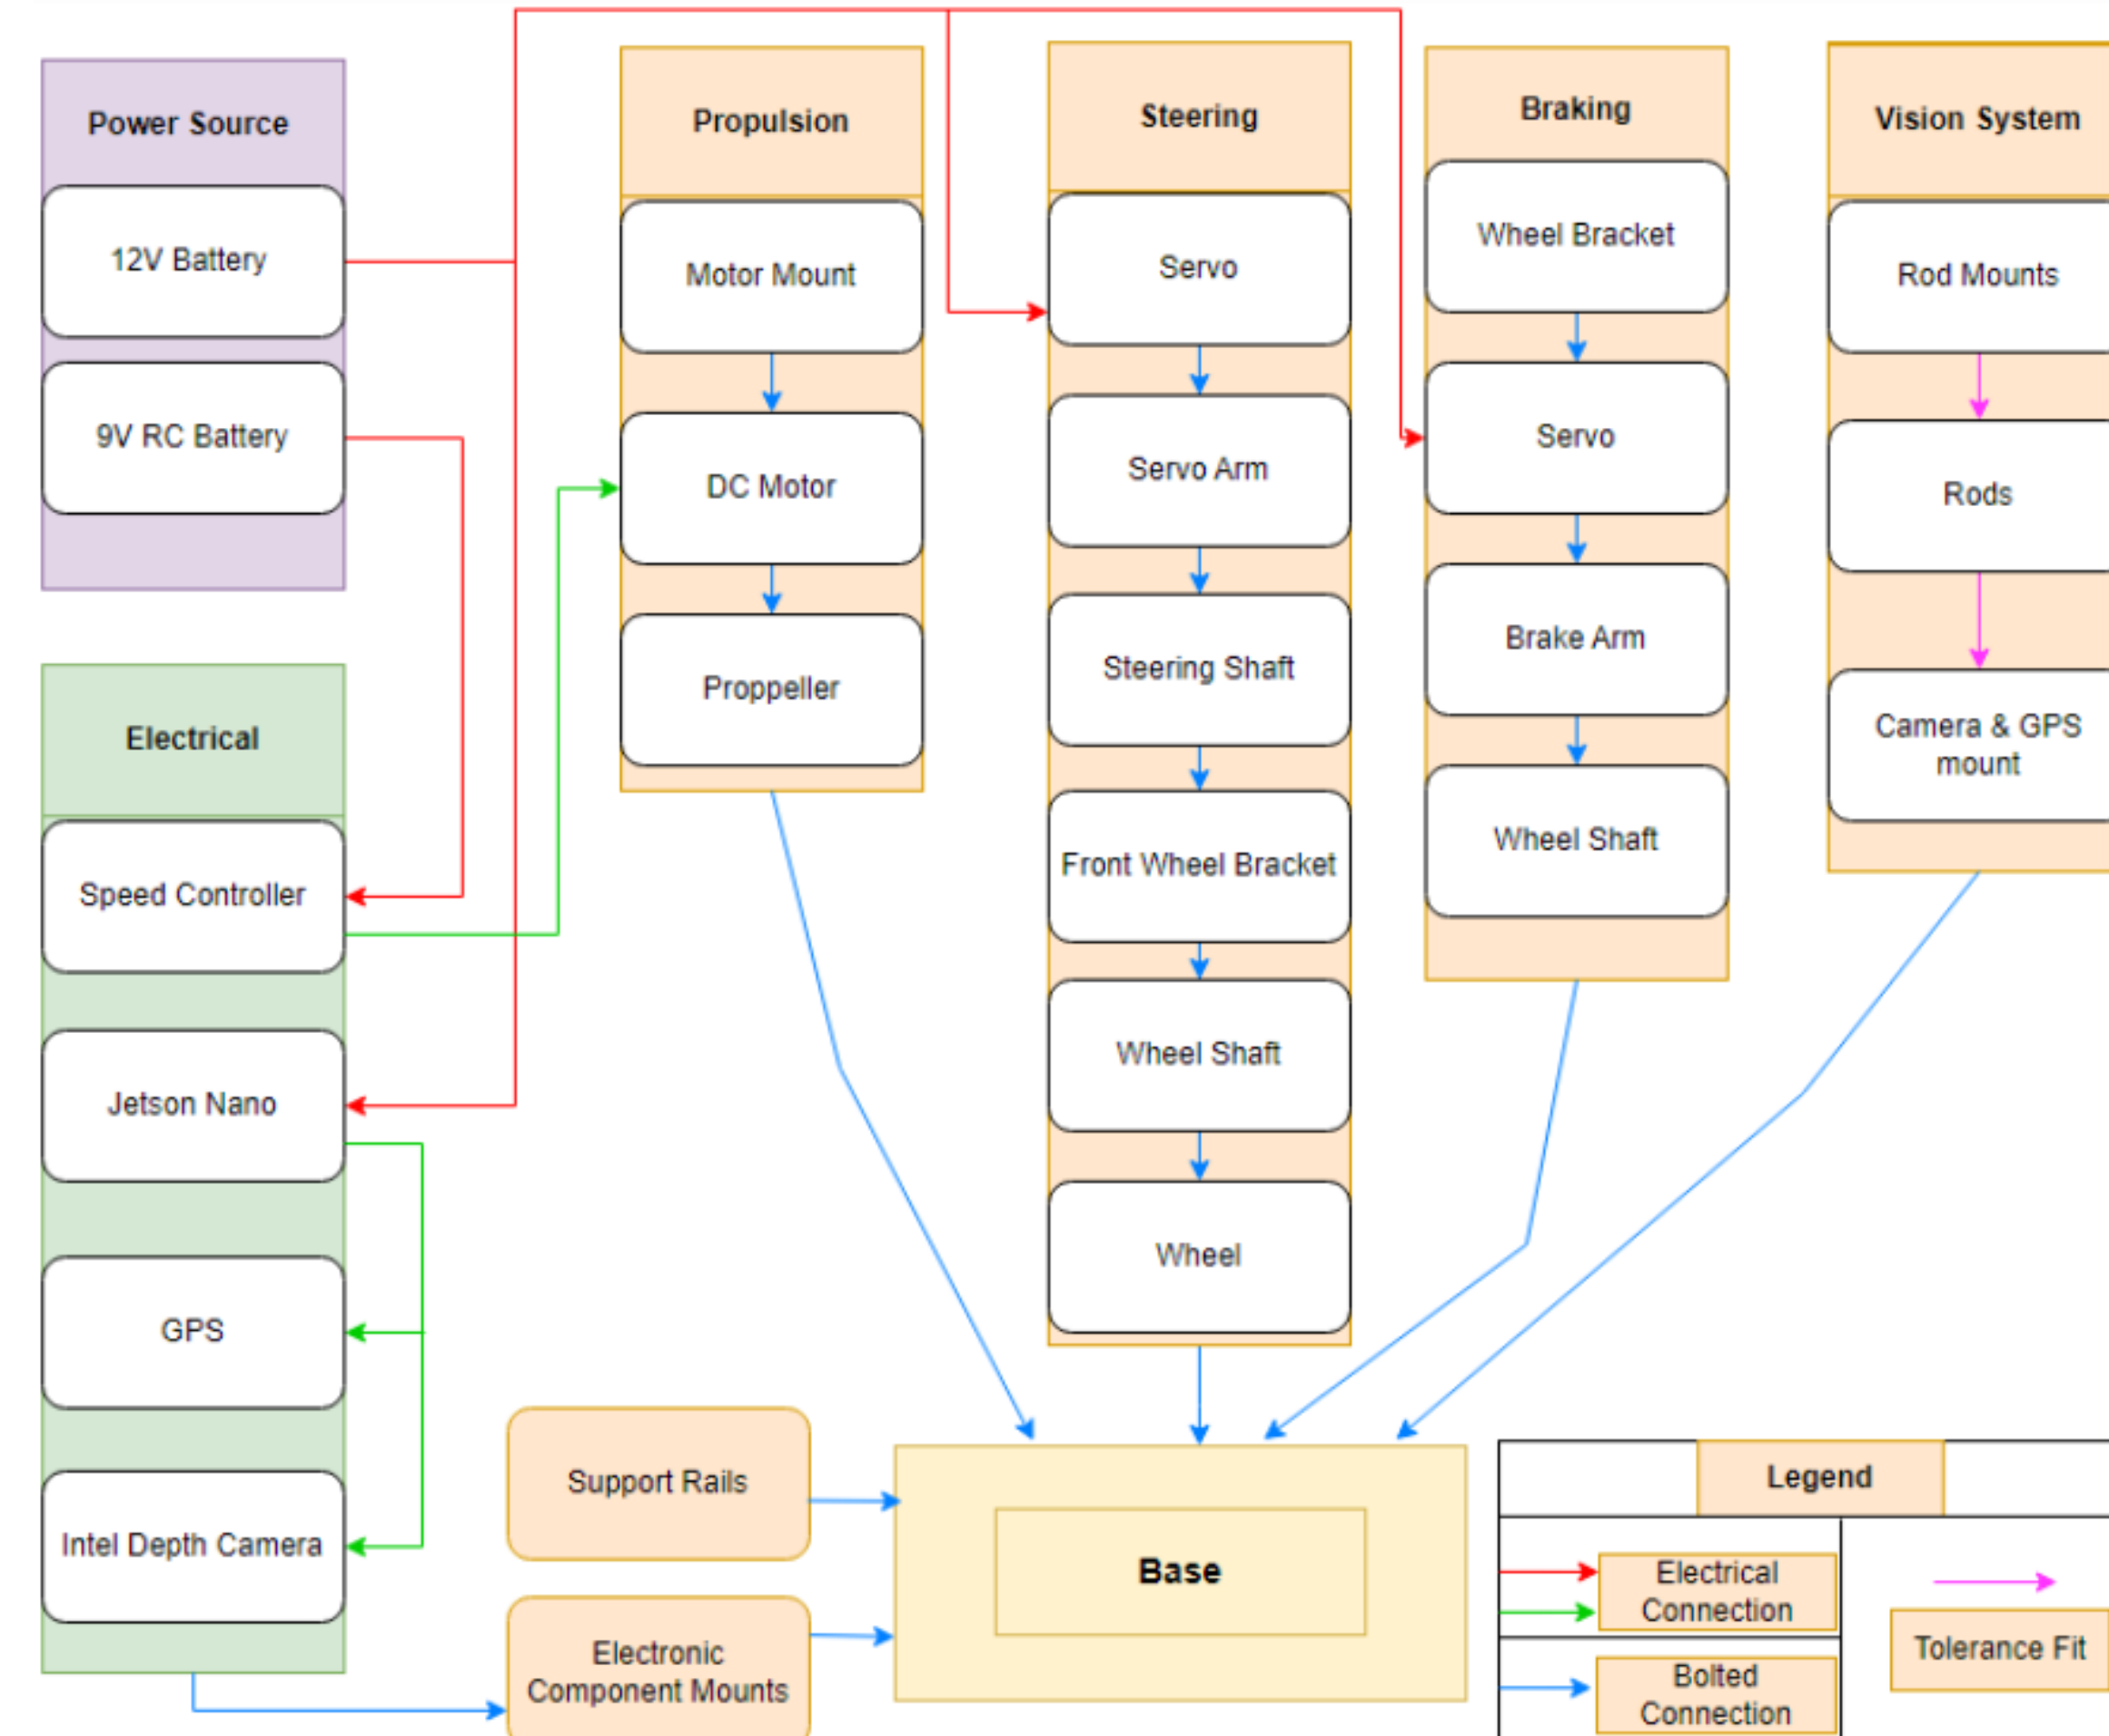 Power Source
12V Battery
9V RC Battery
Electrical
Speed Controller
Jetson Nano
GPS
Intel Depth Camera
Propulsion
Motor Mount
DC Motor
Proppeller
Steering
Servo
Servo Arm
Steering Shaft
Front Wheel Bracket
Wheel Shaft
Wheel
Braking
Wheel Bracket
Servo
Brake Arm
Wheel Shaft
Vision System
Rod Mounts
Rods
Camera & GPS
mount
Support Rails
Electronic
Component Mounts
Base
Legend
Electrical
Connection
Bolted
Connection
Tolerance Fit